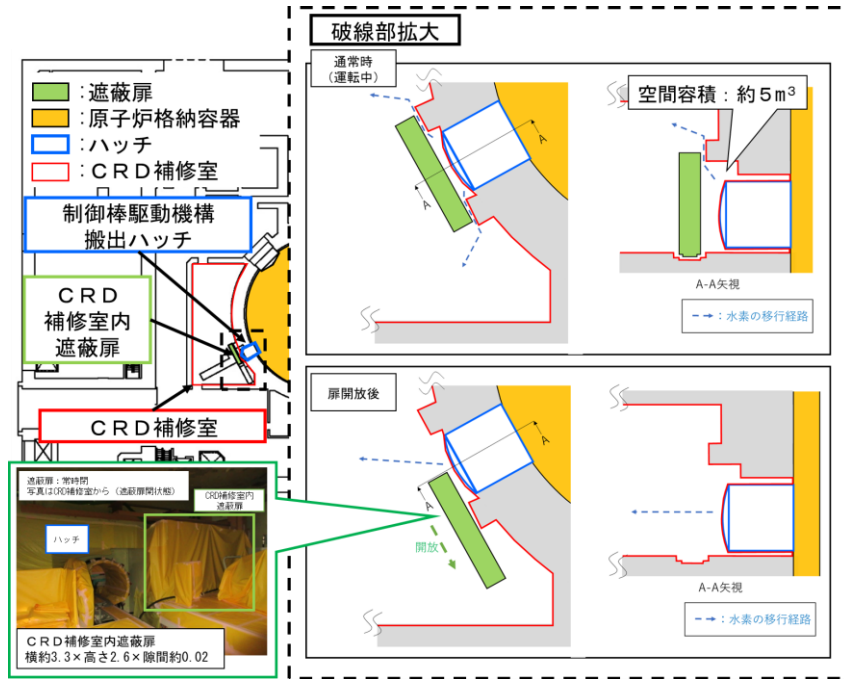 破線部拡大
：遮蔽扉
：原子炉格納容器
：ハッチ
：ＣＲＤ補修室
制御棒駆動機構
搬出ハッチ
ＣＲＤ
補修室内
遮蔽扉
ＣＲＤ補修室
遮蔽扉：常時閉
写真はCRD補修室から（遮蔽扉開状態）
CRD補修室内
遮蔽扉
ハッチ
ＣＲＤ補修室内遮蔽扉
横約3.3×高さ2.6×隙間約0.02
通常時
（運転中）
A
A
空間容積：約５m³
A-A矢視
：水素の移行経路
扉開放後
A
A
開放
A-A矢視
：水素の移行経路